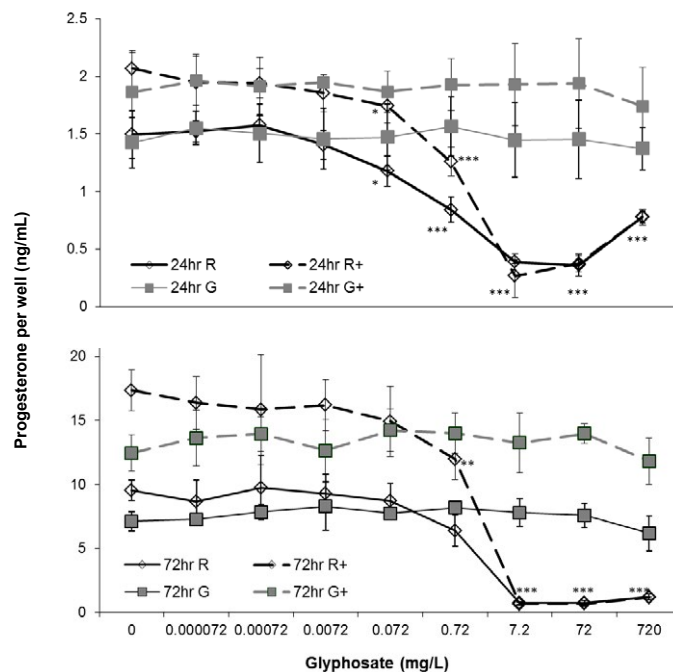 2.5
2
1.5
1
0.5
0
*
*
***
***
***
***
***
24hr R 24hr R+
24hr G 24hr G+
Progesterone per well (ng/mL)
20
15
10
5
0
**
*** *** ***
72hr R 72hr R+
72hr G 72hr G+
0 0.000072 0.00072 0.0072 0.072 0.72 7.2 72 720
Glyphosate (mg/L)